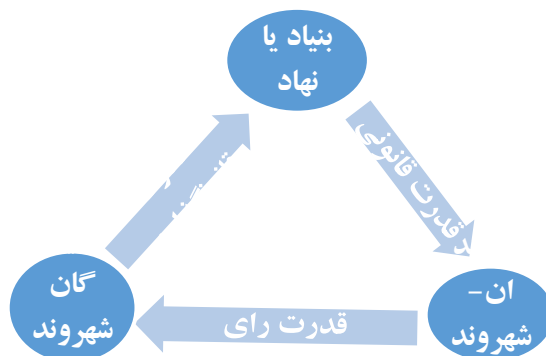 بنیاد یا
نهاد
قدرت قانونی
ان-
شهروند
قدرت رای
گان
شهروند